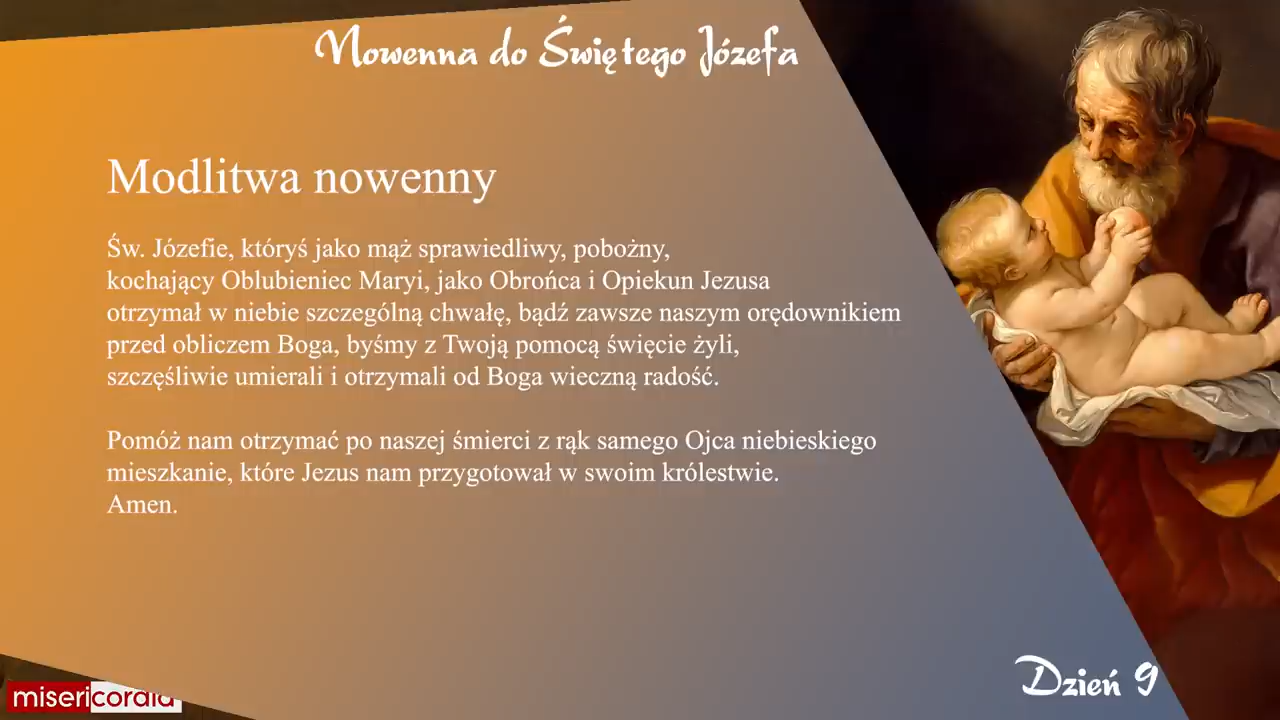 Nowenna do Świętego Józefa
Modlitwa nowenny
Św. Józefie, któryś jako mąż sprawiedliwy, pobożny,
kochający Oblubieniec Maryi, jako Obrońca i Opiekun Jezusa
otrzymał w niebie szczególną chwałę, bądź zawsze naszym orędownikiem
przed obliczem Boga, byśmy z Twoją pomocą święcie żyli,
szczęśliwie umierali i otrzymali od Boga wieczną radość.
Pomóż nam otrzymać po naszej śmierci z rąk samego Ojca niebieskiego
mieszkanie, które Jezus nam przygotował w swoim królestwie.
Amen.
Dzień 9
misericordia